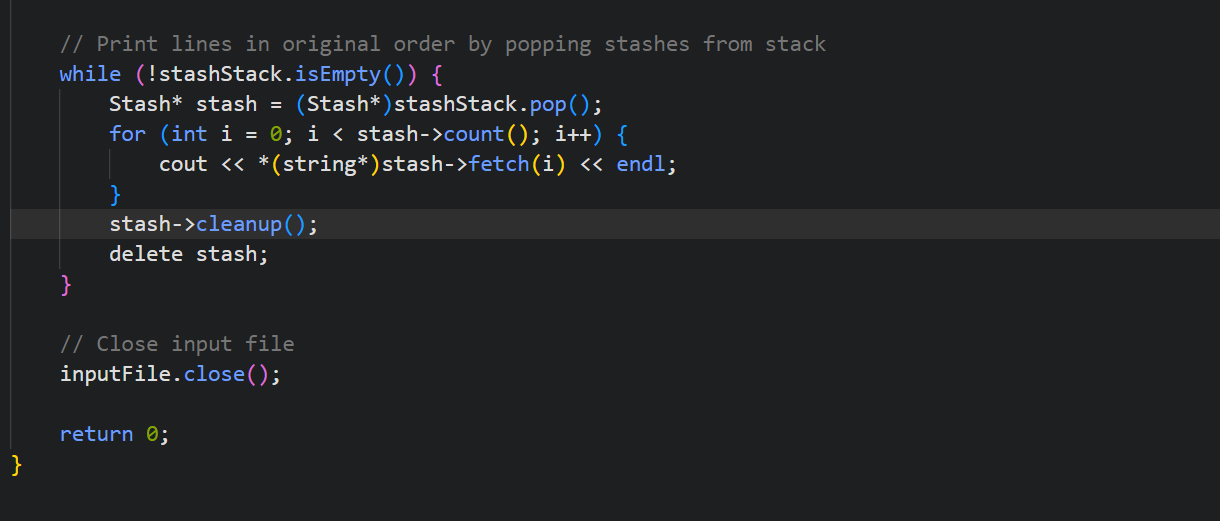 // Print lines in original order by popping stashes from stack
while (!stashStack.isEmpty()) {
Stash* stash = (Stash*)stashStack.pop();
for (int i = 0; i < stash->count(); i++) {
cout << *(string*)stash->fetch(i) << endl;
}
stash->cleanup();
delete stash;
}
// Close input file
inputFile.close();
return 0;
}